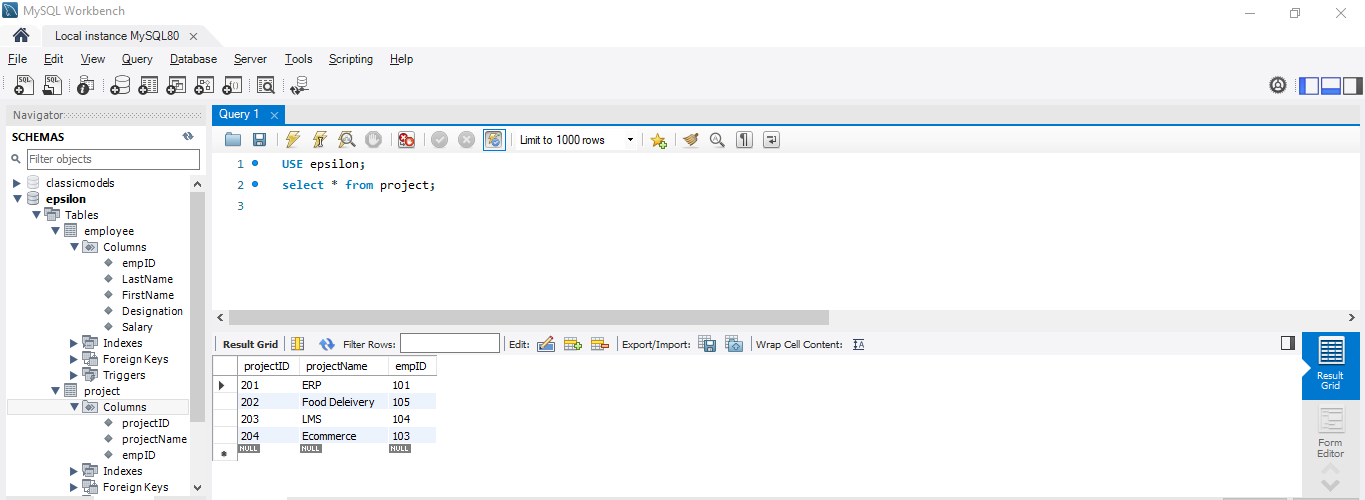 MySQL Workbench
Local instance MySQL80
File Edit View Query Database Server Tools Scripting Help
Navigator
SCHEMAS
Filter objects
classicmodels
epsilon
Tables
employee
Columns
empID
LastName
FirstName
Designation
Salary
Indexes
Foreign Keys
Triggers
project
Columns
projectID
projectName
empID
Indexes
Foreign Keys
Query 1
Limit to 1000 rows
1 USE epsilon;
2 select * from project;
3
Result Grid Filter Rows: Edit: Export/Import: Wrap Cell Content: IA
projectID projectName empID
201 ERP 101
202 Food Deleivery 105
203 LMS 104
204 Ecommerce 103
NULL NULL NULL
Result
Grid
Form
Editor